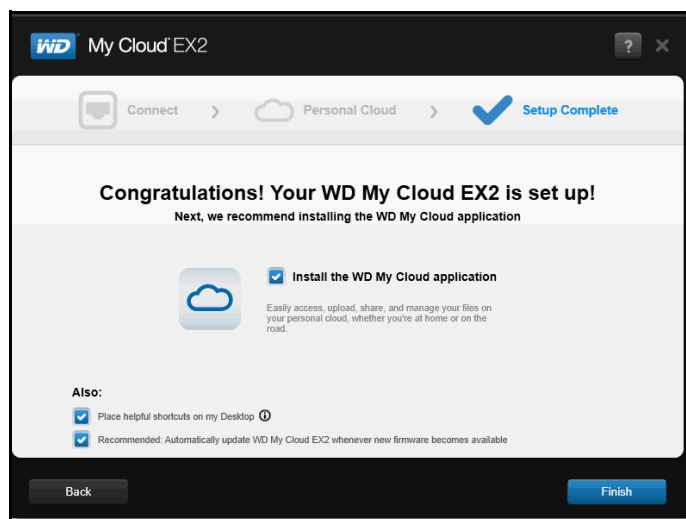 WD My Cloud EX2
?
Connect
Personal Cloud
Setup Complete
Congratulations! Your WD My Cloud EX2 is set up!
Next, we recommend installing the WD My Cloud application
Install the WD My Cloud application
Easily access, upload, share, and manage your files on
your personal cloud, whether you're at home or on the
road.
Also:
Place helpful shortcuts on my Desktop
Recommended: Automatically update WD My Cloud EX2 whenever new firmware becomes available
Back
Finish